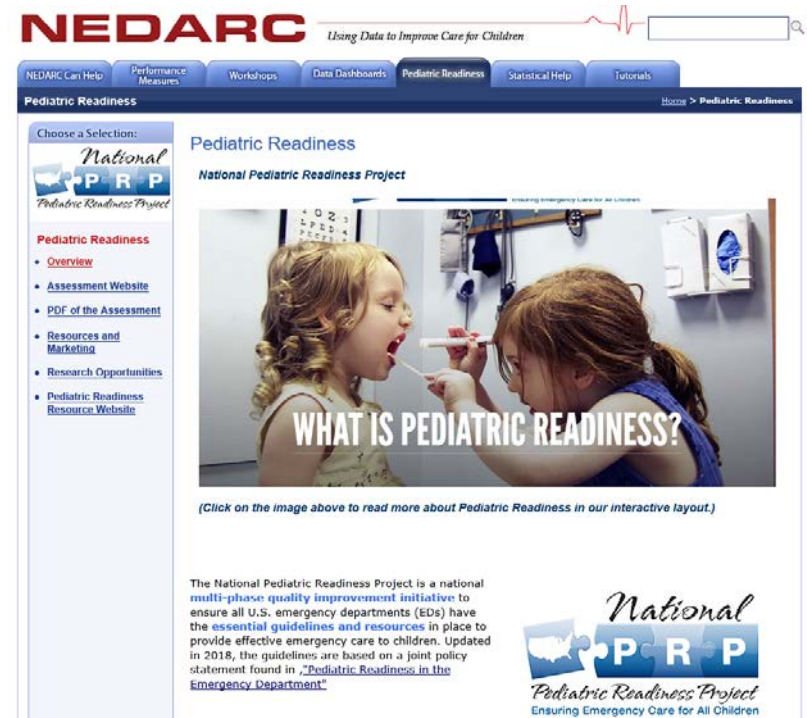 NEDARC
Using Data to Improve Care for Children
NEDARC Can Help
Performance
Measures
Workshops
Data Dashboards
Pediatric Readiness
Statistical Help
Tutorials
Pediatric Readiness
Home > Pediatric Readiness
Choose a Selection:
National
P R P
Pediatric Readiness Project
Pediatric Readiness
• Overview
• Assessment Website
• PDF of the Assessment
• Resources and
Marketing
• Research Opportunities
• Pediatric Readiness
Resource Website
Pediatric Readiness
National Pediatric Readiness Project
Ensuring Emergency Care for All Children
WHAT IS PEDIATRIC READINESS?
(Click on the image above to read more about Pediatric Readiness in our interactive layout.)
The National Pediatric Readiness Project is a national
multi-phase quality improvement initiative to
ensure all U.S. emergency departments (EDs) have
the essential guidelines and resources in place to
provide effective emergency care to children. Updated
in 2018, the guidelines are based on a joint policy
statement found in ,"Pediatric Readiness in the
Emergency Department"
National
P R P
Pediatric Readiness Project
Ensuring Emergency Care for All Children